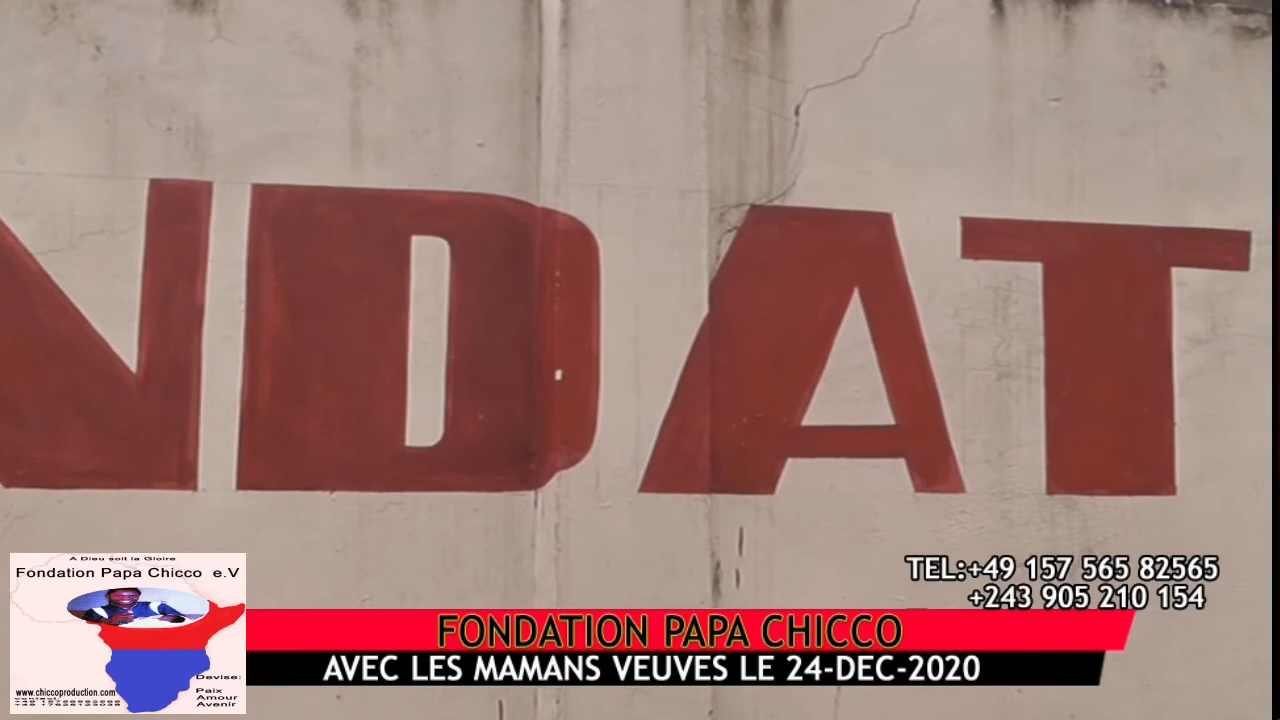 NDAT
TEL:+49 157 565 82565
+243 905 210 154
A Dieu soit la Gloire
Fondation Papa Chicco e.V
FONDATION PAPA CHICCO
AVEC LES MAMANS VEUVES LE 24-DEC-2020
Devise:
www.chiccoproduction.com
Paix
Amour
Avenir